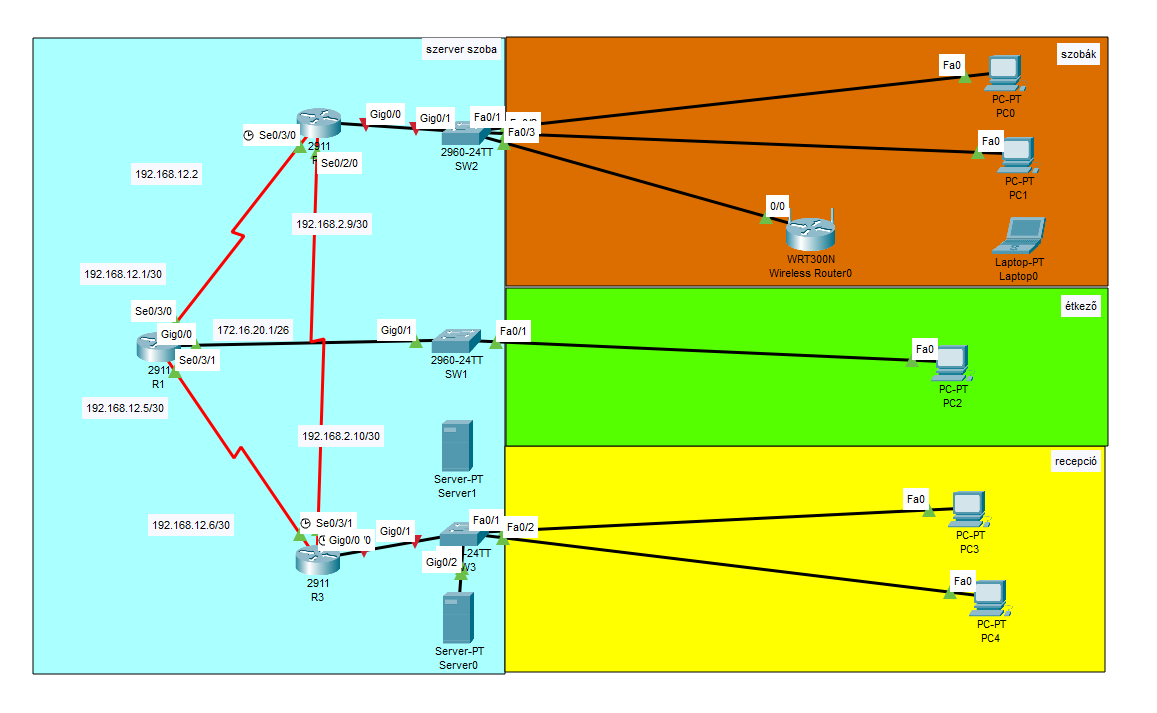 szerver szoba
szobák
Fa0
PC-PT
PC0
Gig0/0
Gig0/1
Fa0/1
Fa0/3
Se0/3/0
2911
Se0/2/0
2960-24TT
SW2
Fa0
PC-PT
PC1
192.168.12.2
0/0
192.168.2.9/30
WRT300N
Wireless Router0
Laptop-PT
Laptop0
192.168.12.1/30
étkező
Se0/3/0
Gig0/0
172.16.20.1/26
Gig0/1
Fa0/1
Se0/3/1
2911
R1
2960-24TT
SW1
Fa0
PC-PT
PC2
192.168.12.5/30
192.168.2.10/30
recepció
Server-PT
Server1
192.168.12.6/30
Se0/3/1
Gig0/0
Gig0/1
Fa0/1
Fa0/2
-24TT
Gig0/2
2911
R3
Fa0
PC-PT
PC3
Fa0
PC-PT
PC4
Server-PT
Server0